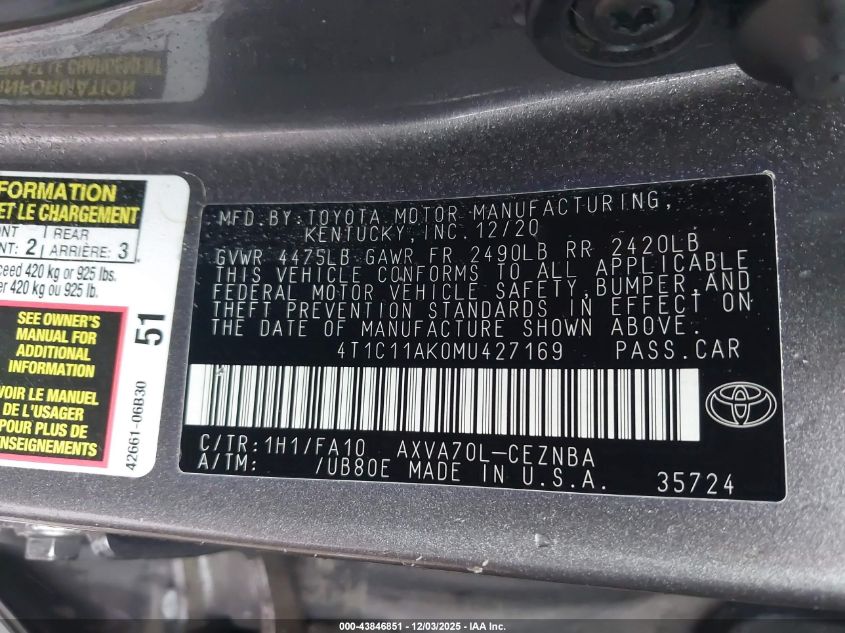 FORMATION
ET LE CHARGEMENT
REAR
2 ARRIÈRE: 3
420 kg or 925 lbs.
420 kg ou 925 lb.
SEE OWNER'S
MANUAL FOR
ADDITIONAL
INFORMATION
VOIR LE MANUEL
DE L'USAGER
POUR PLUS DE
RENSEIGNEMENTS
51
42661-06B30
MFD.BY:TOYOTA MOTOR MANUFACTURING,
KENTUCKY,INC.12/20
GVWR 4475LB GAWR FR 2490LB RR 2420LB
THIS VEHICLE CONFORMS TO ALL APPLICABLE
FEDERAL MOTOR VEHICLE SAFETY,BUMPER,AND
THEFT PREVENTION STANDARDS IN EFFECT ON
THE DATE OF MANUFACTURE SHOWN ABOVE.
4T1C11AK0MU427169 PASS.CAR
C/TR:1H1/FA10 AXVA70L-CEZNBA
A/TM: /UB80E MADE IN U.S.A. 35724
000-43846851 - 12/03/2025 - IAA Inc.